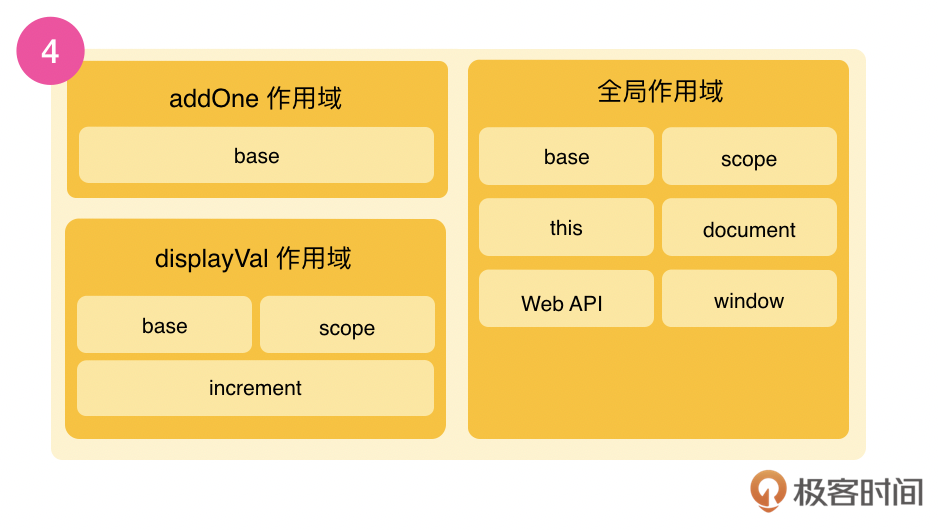 4
addOne 作用域
base
displayVal 作用域
base
scope
increment
全局作用域
base
scope
this
document
Web API
window
极客时间